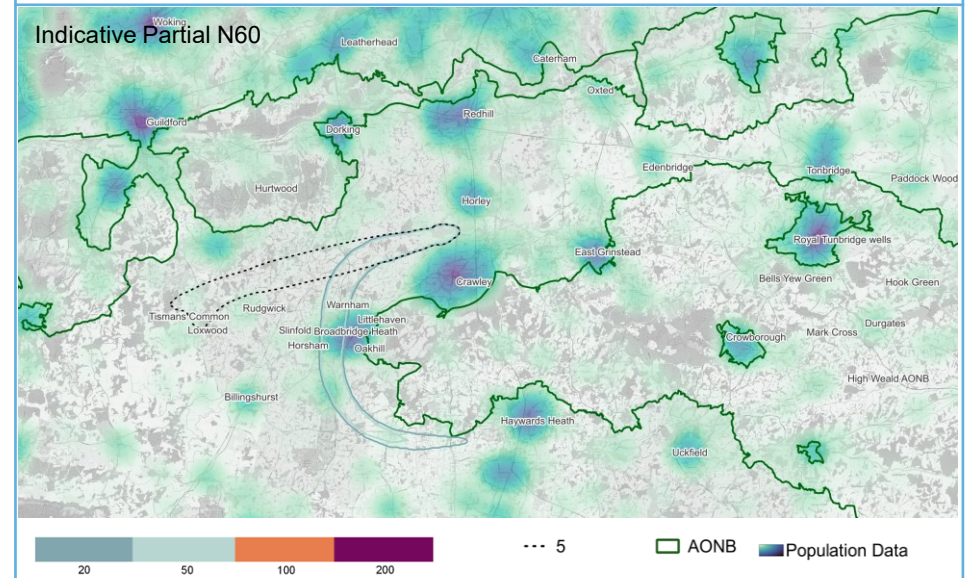 Woking
Indicative Partial N60
Leatherhead
Caterham
Oxted
Guildford
Redhill
Dorking
Edenbridge
Tonbridge
Paddock Wood
Hurtwood
Horley
Royal Tunbridge wells
East Grinstead
Crawley
Bells Yew Green
Hook Green
Tismans Common
Rudgwick
Warnham
Loxwood
Littlehaven
Slinfold Broadbridge Heath
Horsham
Oakhill
Durgates
Mark Cross
Crowborough
High Weald AONB
Billingshurst
Haywards Heath
Uckfield
20 50 100 200
5
AONB
Population Data